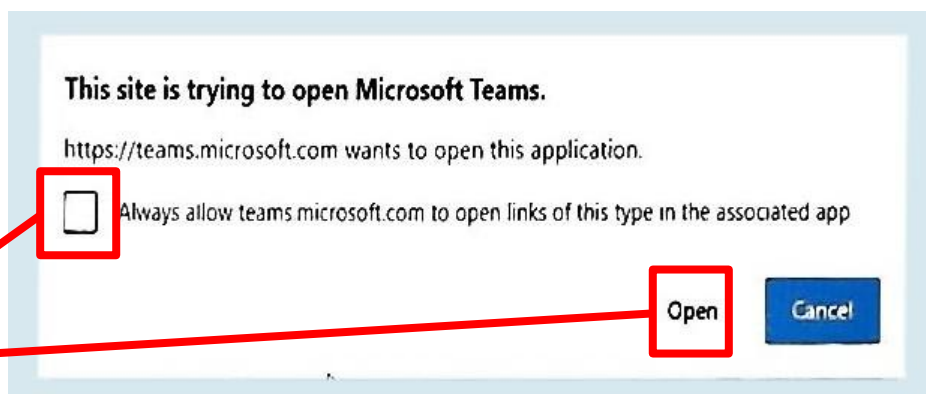 This site is trying to open Microsoft Teams.
https://teams.microsoft.com wants to open this application.
Always allow teams.microsoft.com to open links of this type in the associated app
Open Cancel